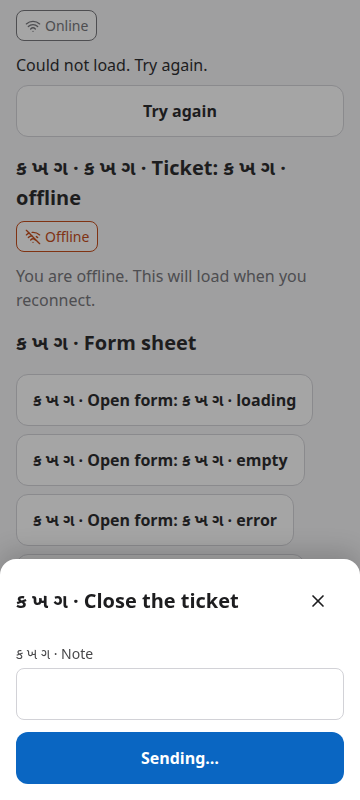 Online
Could not load. Try again.
Try again
ક ખ ગ · ક ખ ગ · Ticket: ક ખ ગ ·
offline
Offline
You are offline. This will load when you
reconnect.
ક ખ ગ · Form sheet
ક ખ ગ · Open form: ક ખ ગ · loading
ક ખ ગ · Open form: ક ખ ગ · empty
ક ખ ગ · Open form: ક ખ ગ · error
ક ખ ગ · Close the ticket
ક ખ ગ · Note
Sending...